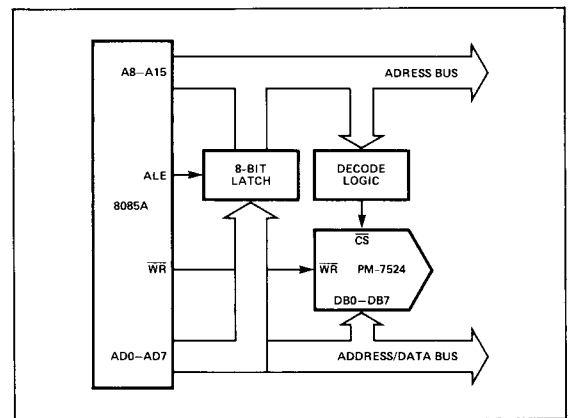 A8–A15
ADRESS BUS
ALE
8-BIT
LATCH
DECODE
LOGIC
8085A
CS
WR
WR PM-7524
DB0–DB7
AD0–AD7
ADDRESS/DATA BUS